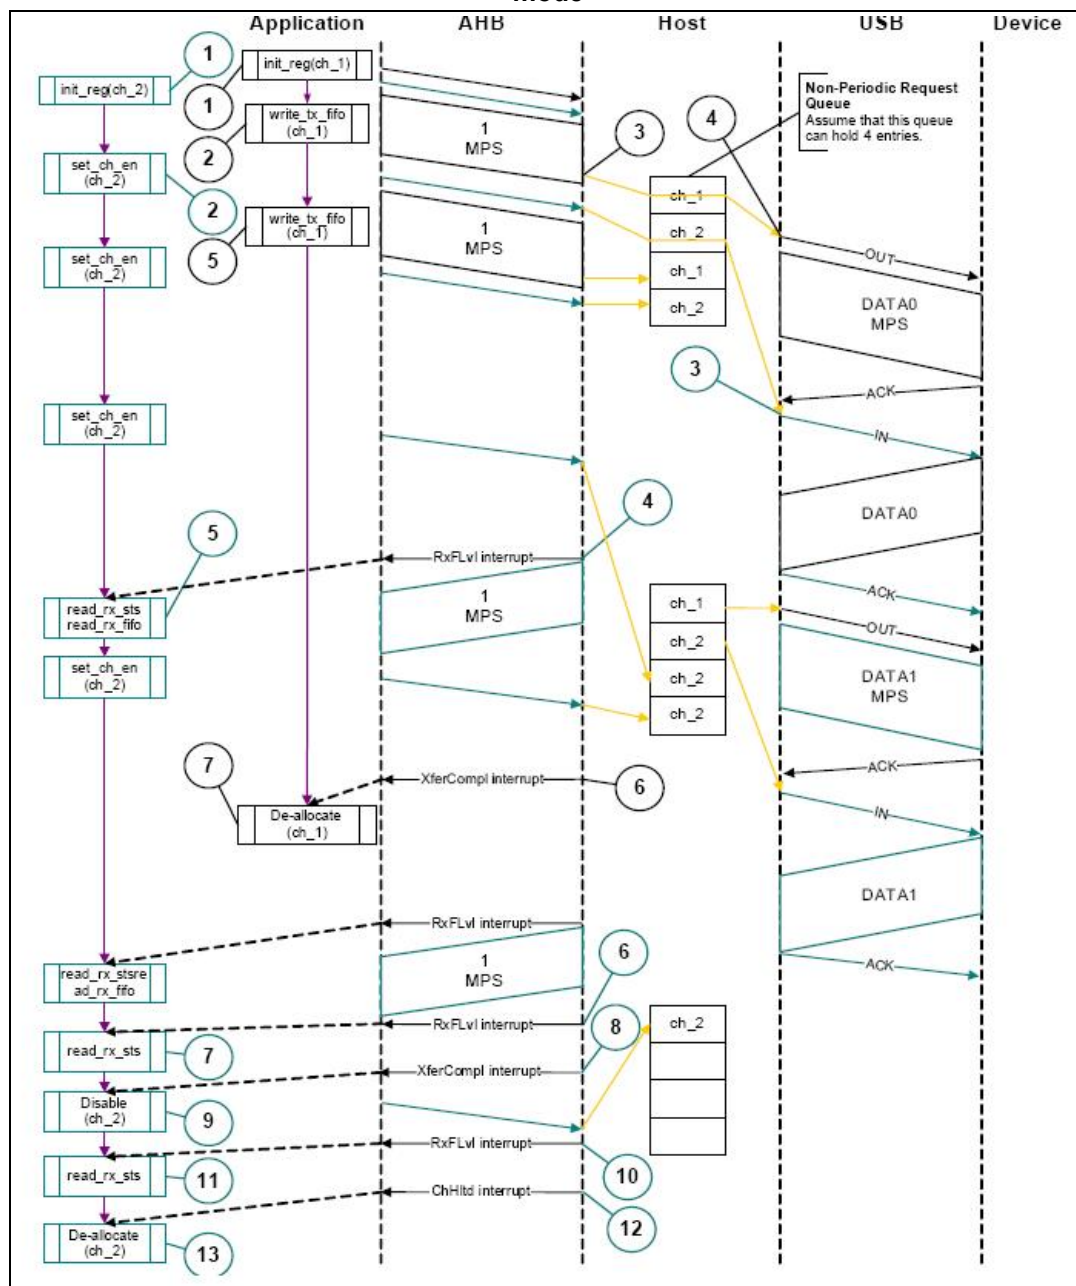 Mode
Application
AHB
Host
USB
Device
1
init_reg(ch_1)
init_reg(ch_2)
1
write_tx_fifo
(ch_1)
2
1
MPS
3
4
Non-Periodic Request
Queue
Assume that this queue
can hold 4 entries.
set_ch_en
(ch_2)
2
ch_1
ch_2
ch_1
ch_2
write_tx_fifo
(ch_1)
5
1
MPS
set_ch_en
(ch_2)
OUT
DATA0
MPS
3
ACK
set_ch_en
(ch_2)
IN
4
DATA0
5
RxFLvl interrupt
read_rx_sts
read_rx_fifo
1
MPS
ACK
ch_1
ch_2
ch_2
ch_2
OUT
set_ch_en
(ch_2)
DATA1
MPS
7
XferCompl interrupt
6
ACK
De-allocate
(ch_1)
IN
DATA1
RxFLvl interrupt
read_rx_stsre
ad_rx_fifo
1
MPS
6
ACK
RxFLvl interrupt
8
ch_2
read_rx_sts
7
XferCompl interrupt
Disable
(ch_2)
9
RxFLvl interrupt
read_rx_sts
11
10
ChHltd interrupt
12
De-allocate
(ch_2)
13